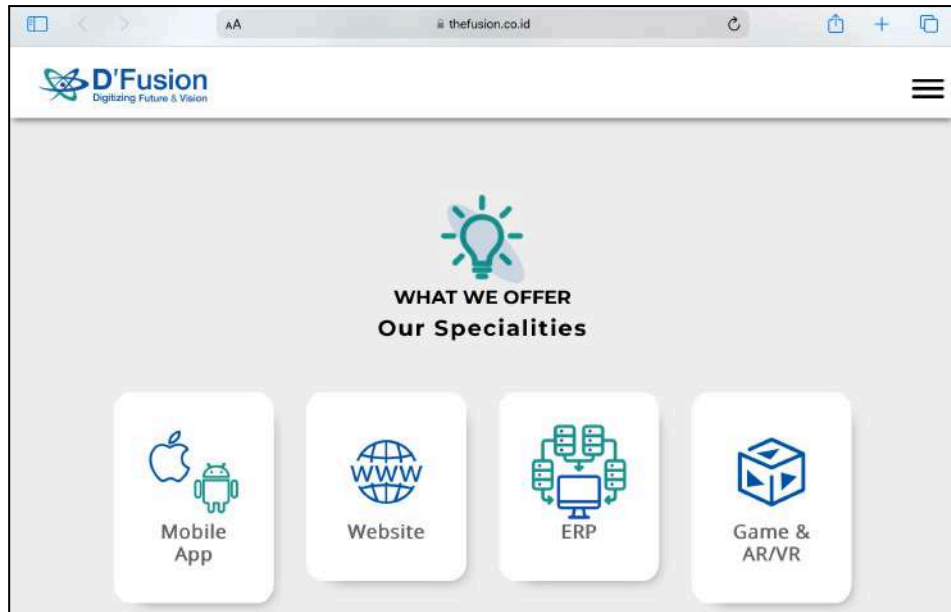 AA
thefusion.co.id
D'Fusion
Digitizing Future & Vision
WHAT WE OFFER
Our Specialities
Mobile
App
WWW
Website
ERP
Game &
AR/VR